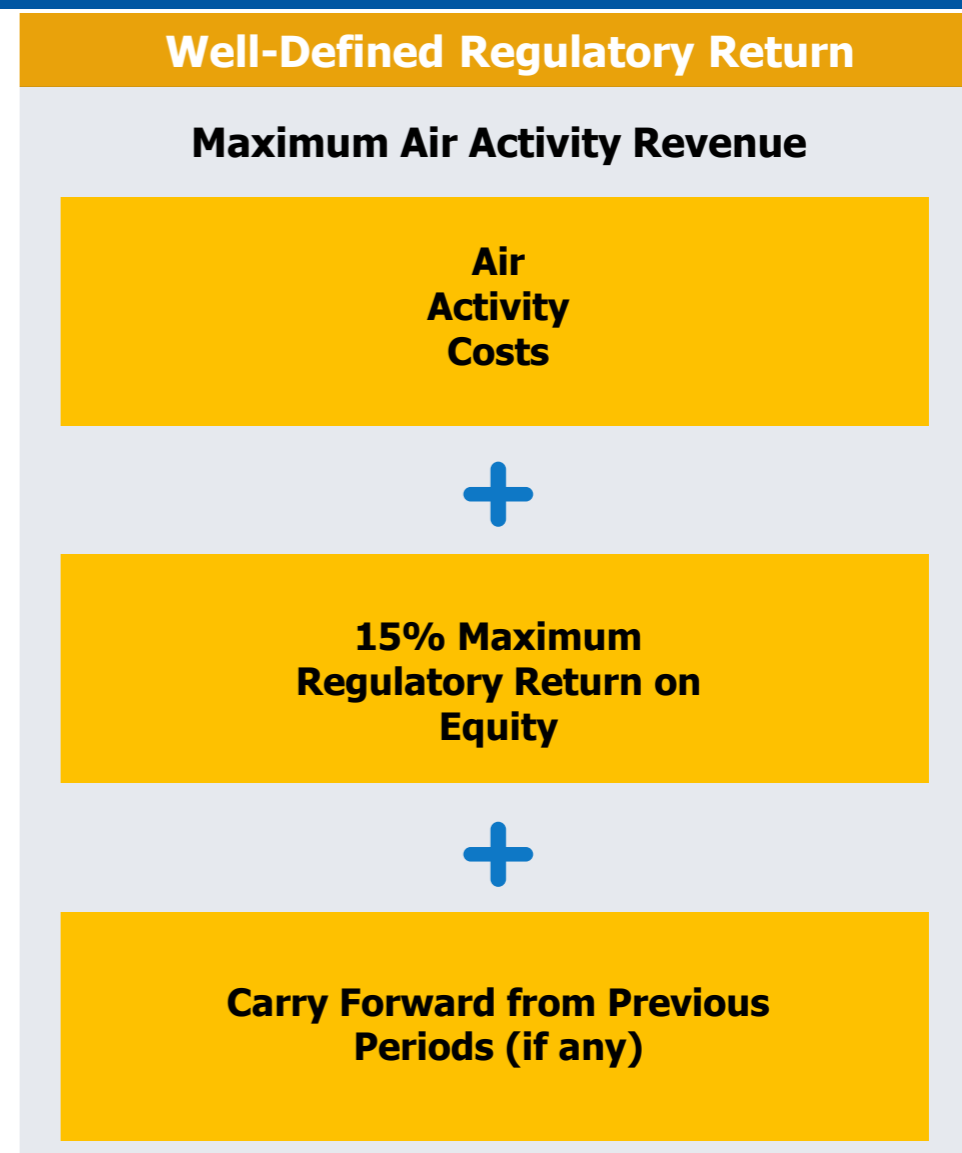 Well-Defined Regulatory Return
Maximum Air Activity Revenue
Air
Activity
Costs
+
15% Maximum
Regulatory Return on
Equity
+
Carry Forward from Previous
Periods (if any)